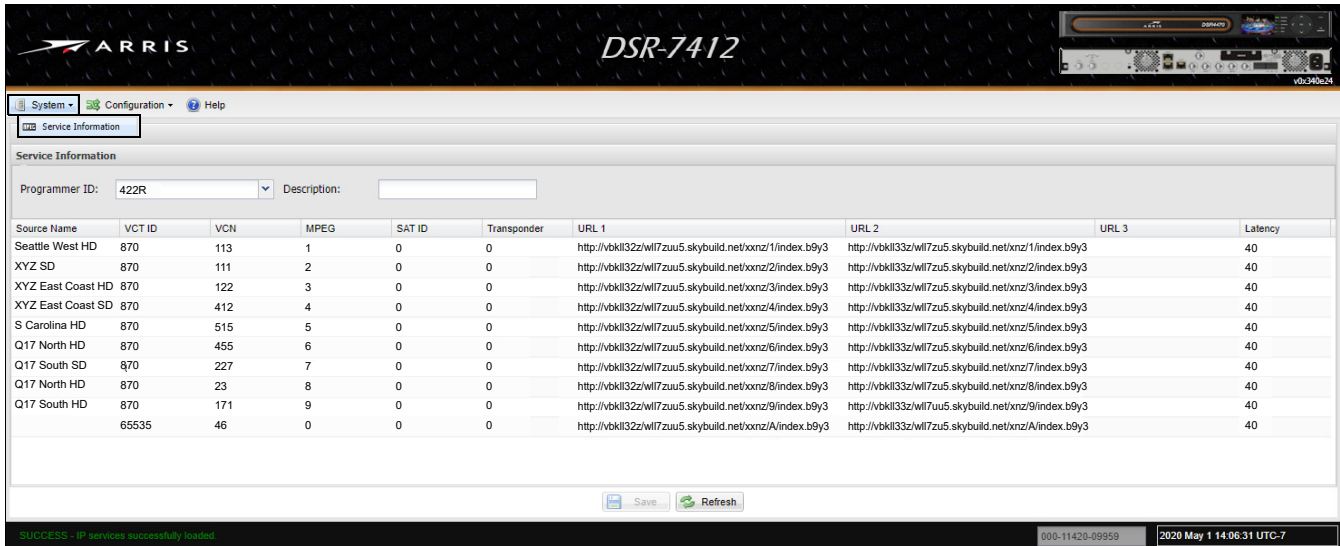 ARRIS
DSR-7412
ARRIS DSR4470
v0x340e24
System Configuration Help
Service Information
Service Information
Programmer ID: 422R Description:
Source Name VCT ID VCN MPEG SAT ID Transponder URL 1 URL 2 URL 3 Latency
Seattle West HD 870 113 1 0 0 http://vbkll32z/wll7zuu5.skybuild.net/xxnz/1/index.b9y3 http://vbkll33z/wll7zu5.skybuild.net/xnz/1/index.b9y3 40
XYZ SD 870 111 2 0 0 http://vbkll32z/wll7zuu5.skybuild.net/xxnz/2/index.b9y3 http://vbkll33z/wll7zu5.skybuild.net/xnz/2/index.b9y3 40
XYZ East Coast HD 870 122 3 0 0 http://vbkll32z/wll7zuu5.skybuild.net/xxnz/3/index.b9y3 http://vbkll33z/wll7zu5.skybuild.net/xnz/3/index.b9y3 40
XYZ East Coast SD 870 412 4 0 0 http://vbkll32z/wll7zuu5.skybuild.net/xxnz/4/index.b9y3 http://vbkll33z/wll7zu5.skybuild.net/xnz/4/index.b9y3 40
S Carolina HD 870 515 5 0 0 http://vbkll32z/wll7zuu5.skybuild.net/xxnz/5/index.b9y3 http://vbkll33z/wll7zu5.skybuild.net/xnz/5/index.b9y3 40
Q17 North HD 870 455 6 0 0 http://vbkll32z/wll7zuu5.skybuild.net/xxnz/6/index.b9y3 http://vbkll33z/wll7zu5.skybuild.net/xnz/6/index.b9y3 40
Q17 South SD 870 227 7 0 0 http://vbkll32z/wll7zuu5.skybuild.net/xxnz/7/index.b9y3 http://vbkll33z/wll7zu5.skybuild.net/xnz/7/index.b9y3 40
Q17 North HD 870 23 8 0 0 http://vbkll32z/wll7zuu5.skybuild.net/xxnz/8/index.b9y3 http://vbkll33z/wll7zu5.skybuild.net/xnz/8/index.b9y3 40
Q17 South HD 870 171 9 0 0 http://vbkll32z/wll7zuu5.skybuild.net/xxnz/9/index.b9y3 http://vbkll33z/wll7uu5.skybuild.net/xnz/9/index.b9y3 40
65535 46 0 0 0 http://vbkll32z/wll7zuu5.skybuild.net/xxnz/A/index.b9y3 http://vbkll33z/wll7zu5.skybuild.net/xnz/A/index.b9y3 40
Save Refresh
SUCCESS - IP services successfully loaded. 000-11420-09959 2020 May 1 14:06:31 UTC-7